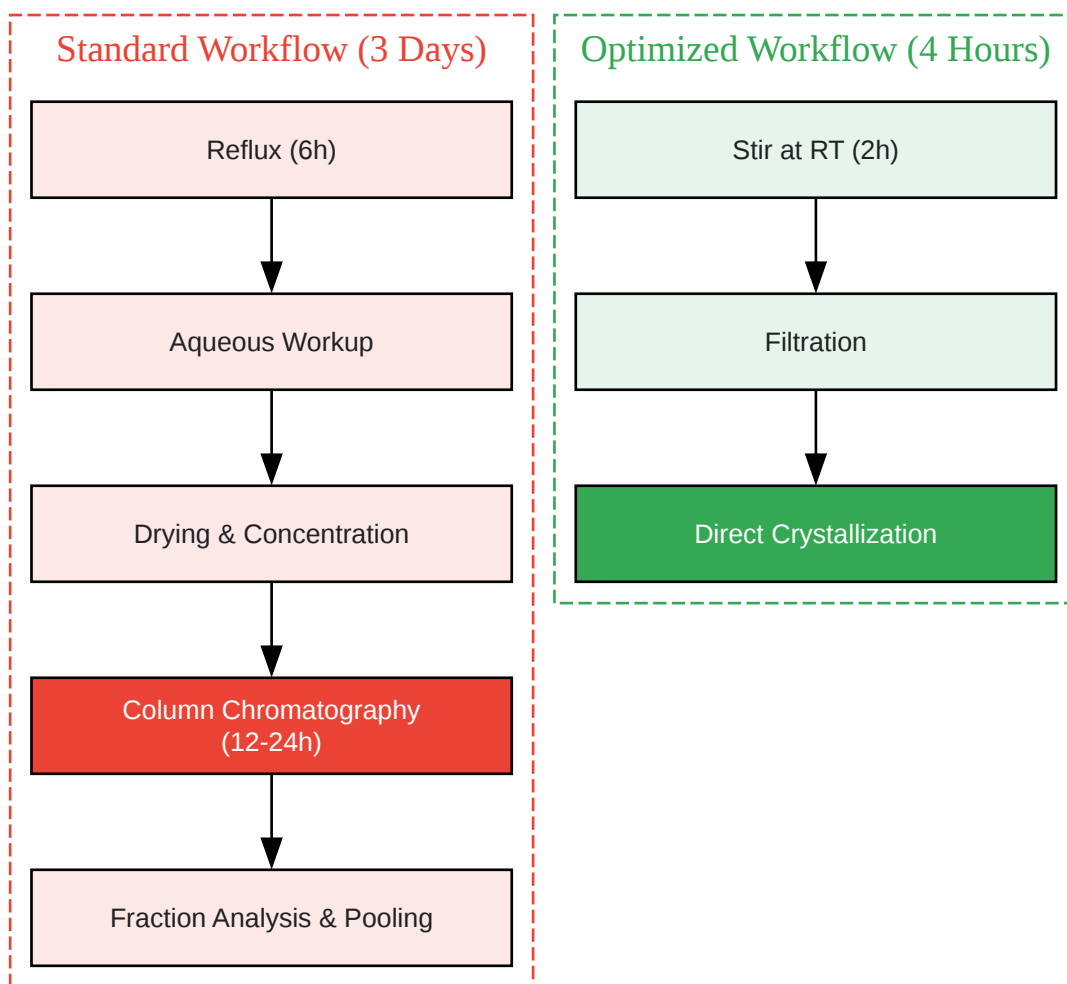 Standard Workflow (3 Days)
Reflux (6h)
Aqueous Workup
Drying & Concentration
Column Chromatography
(12-24h)
Fraction Analysis & Pooling
Optimized Workflow (4 Hours)
Stir at RT (2h)
Filtration
Direct Crystallization